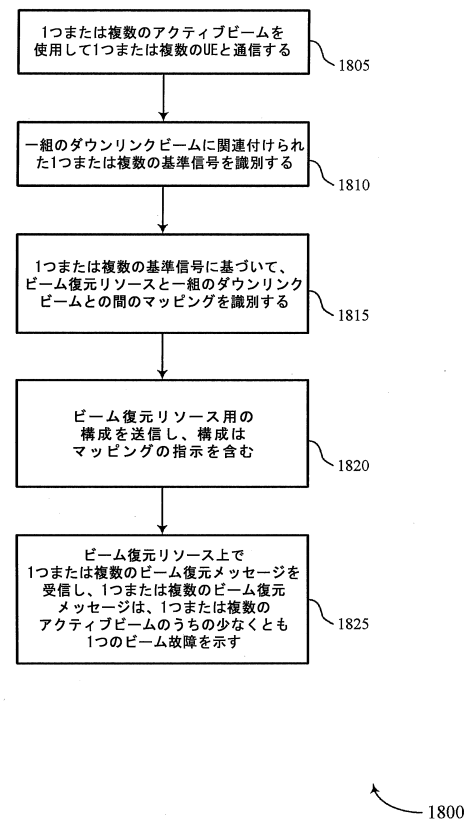 1つまたは複数のアクティブビームを
使用して1つまたは複数のUEと通信する
1805
一組のダウンリンクビームに関連付けられ
た1つまたは複数の基準信号を識別する
1810
1つまたは複数の基準信号に基づいて、
ビーム復元リソースと一組のダウンリンク
ビームとの間のマッピングを識別する
1815
ビーム復元リソース用の
構成を送信し、構成は
マッピングの指示を含む
1820
ビーム復元リソース上で
1つまたは複数のビーム復元メッセージを
受信し、1つまたは複数のビーム復元
メッセージは、1つまたは複数の
アクティブビームのうちの少なくとも
1つのビーム故障を示す
1825
1800